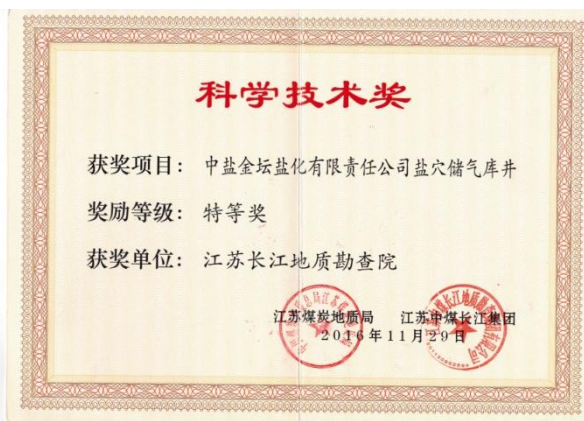 科学技术奖
获奖项目：中盐金坛盐化有限责任公司盐穴储气库井
奖励等级：特等奖
获奖单位：江苏长江地质勘查院
江苏煤炭地质局 江苏中煤长江集团
2016年11月29日